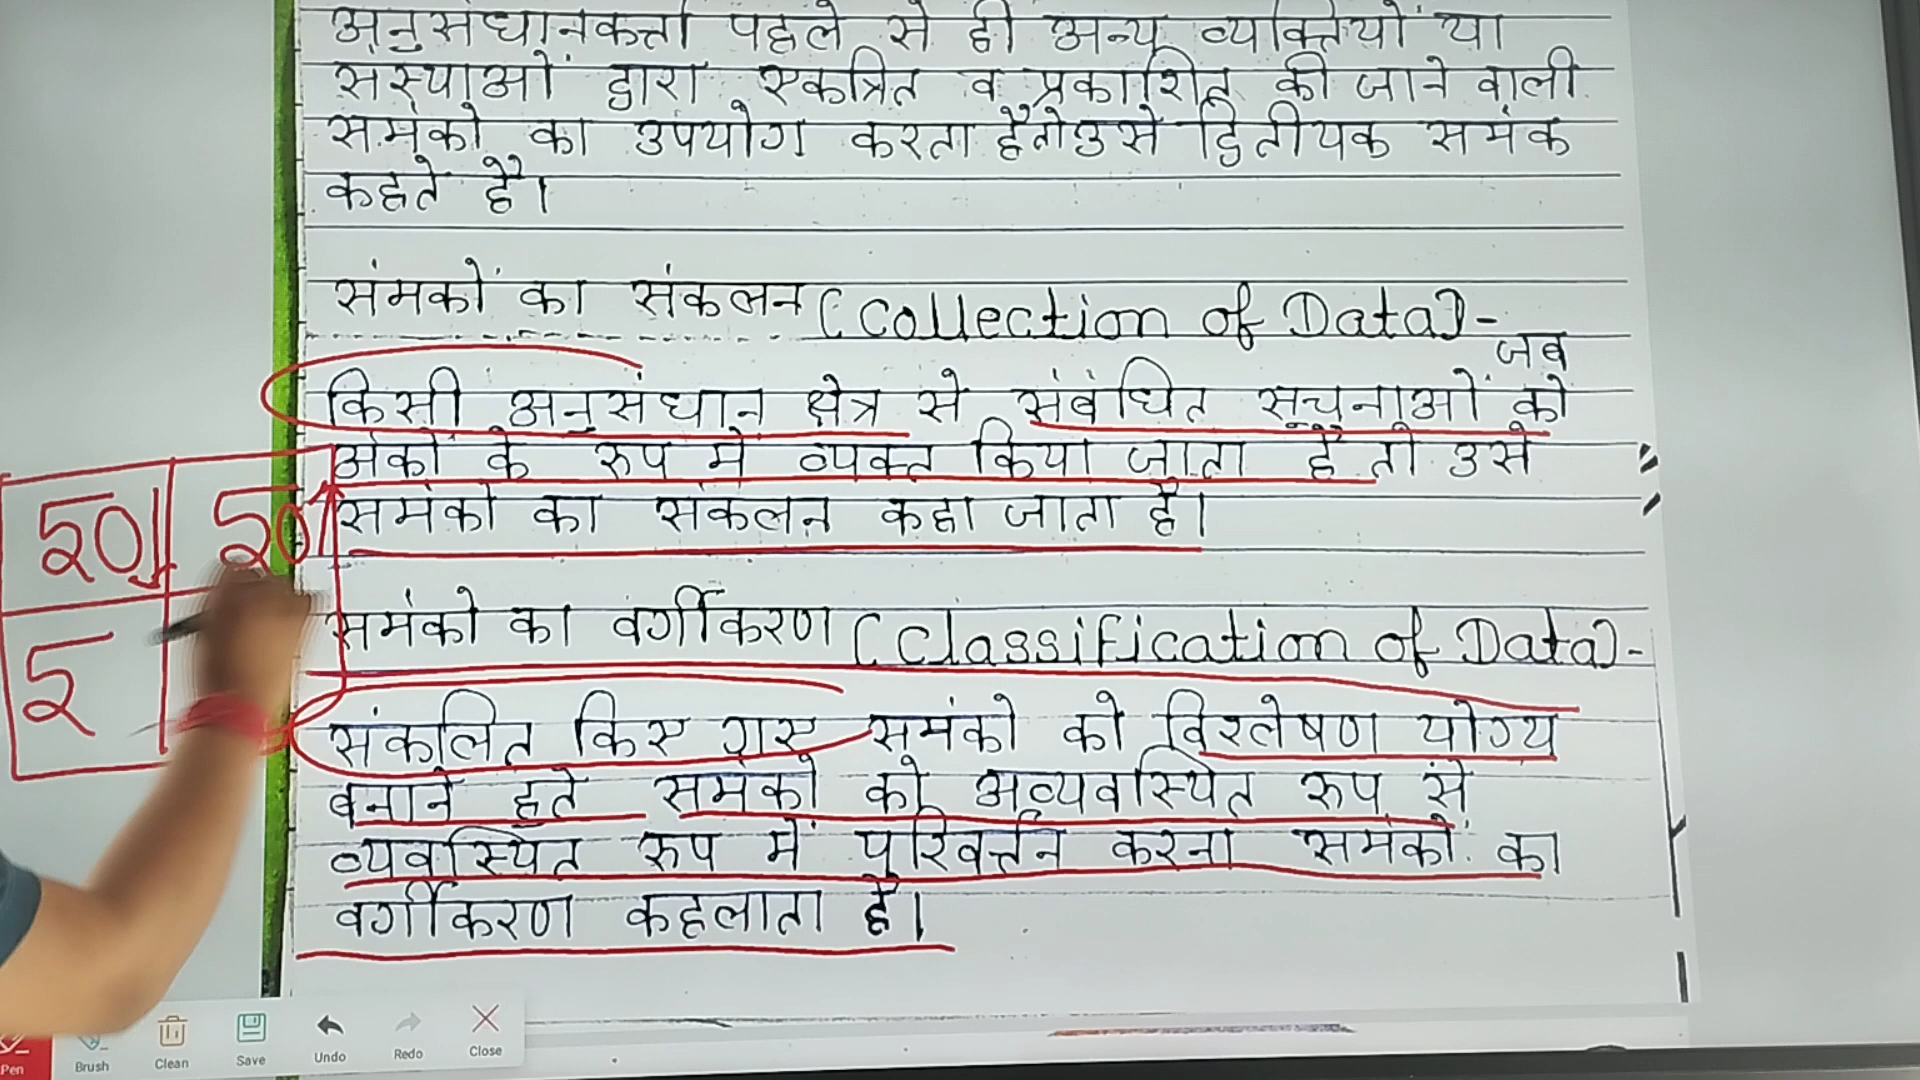 अनुसंधानकर्त्ता पहले से ही अन्य व्यक्तियों या
संस्थाओं द्वारा एकत्रित व प्रकाशित की जाने वाली
समंको का उपयोग करता है तो उसे द्वितीयक समंक
कहते है।
संमकों का संकलन (Collection of Data)-
जब
किसी अनुसंधान क्षेत्र से संबंधित सूचनाओं को
अंको के रूप मे व्यक्त किया जाता है तो उसे
समंको का संकलन कहा जाता है।
50 50
समंको का वर्गीकरण (Classification of Data)-
5
संकलित किए गए समंको को विश्लेषण योग्य
बनाने हेतु समंको को अव्यवस्थित रूप से
व्यवस्थित रूप में परिवर्त्तन करना समंकों का
वर्गीकरण कहलाता है।
Pen Brush Clean Save Undo Redo Close